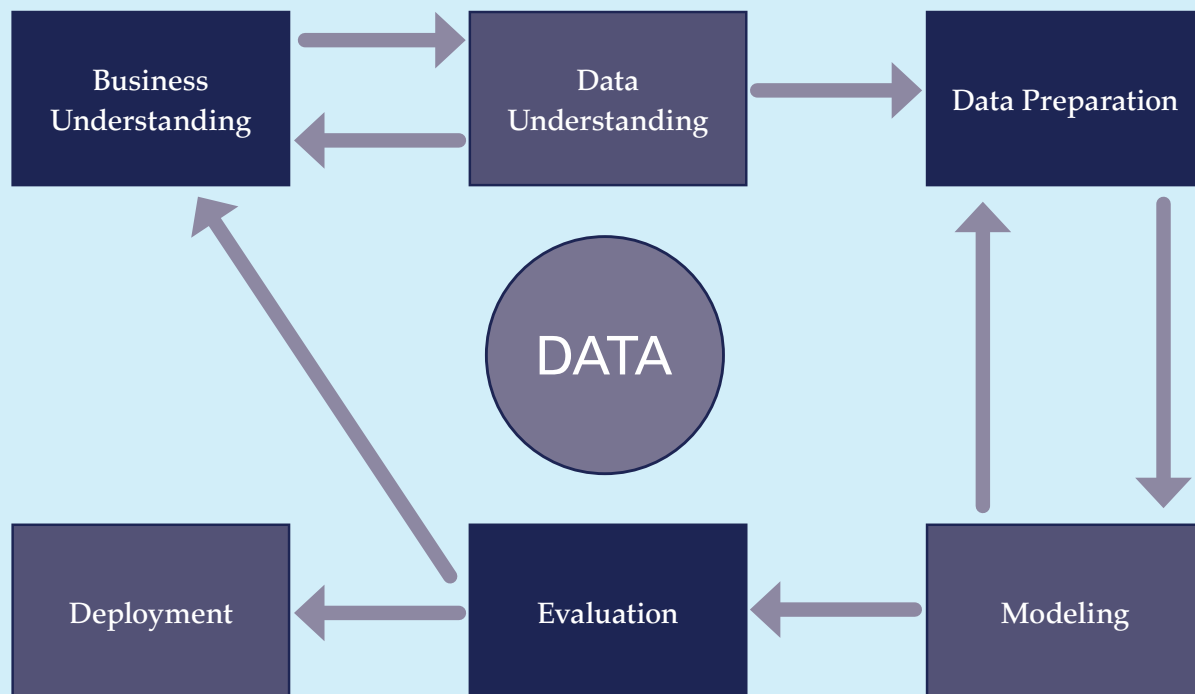 Business
Understanding
Data
Understanding
Data Preparation
DATA
Deployment
Evaluation
Modeling